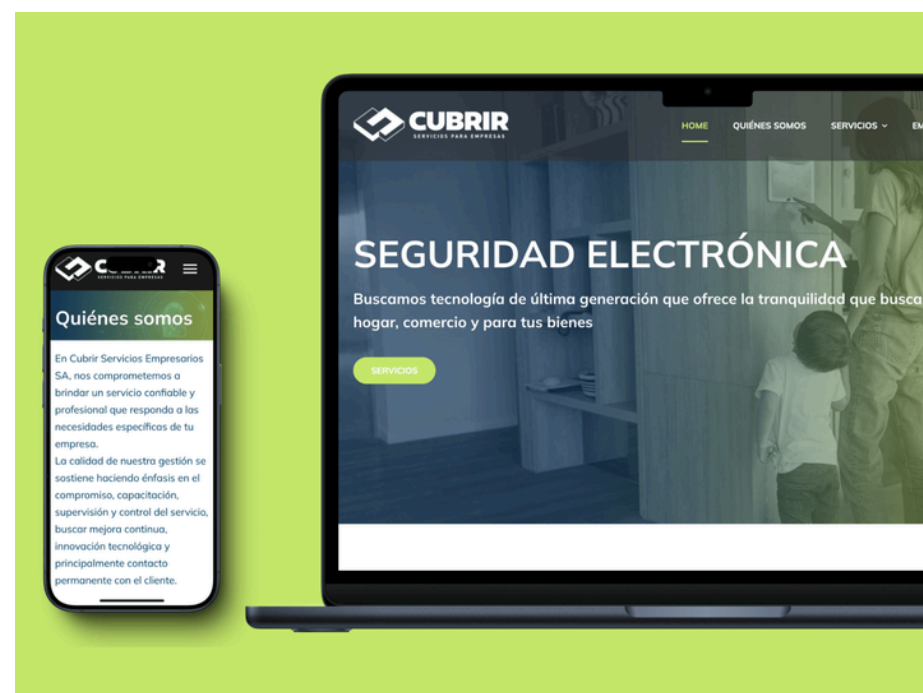 CUBRIR
SERVICIOS PARA EMPRESAS
HOME QUIÉNES SOMOS SERVICIOS
SEGURIDAD ELECTRÓNICA
Buscamos tecnología de última generación que ofrece la tranquilidad que
hogar, comercio y para tus bienes
SERVICIOS
SERVICIOS PARA EMPRESAS
Quiénes somos
En Cubrir Servicios Empresarios
SA, nos comprometemos a
brindar un servicio confiable y
profesional que responda a las
necesidades específicas de tu
empresa.
La calidad de nuestra gestión se
sostiene haciendo énfasis en el
compromiso, capacitación,
supervisión y control del servicio,
buscar mejora continua,
innovación tecnológica y
principalmente contacto
permanente con el cliente.